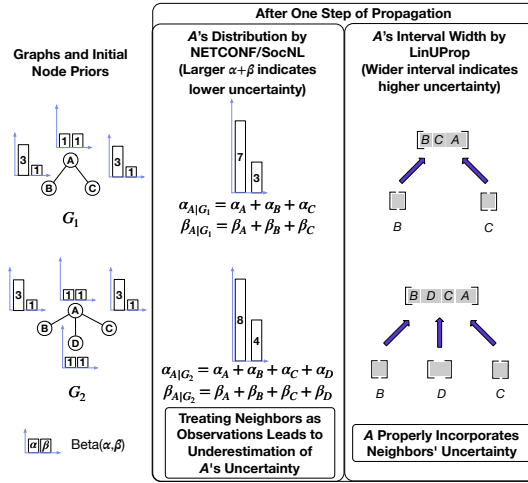 After One Step of Propagation
Graphs and Initial
Node Priors
A's Distribution by
NETCONF/SocNL
(Larger α+β indicates
lower uncertainty)
A's Interval Width by
LinUProp
(Wider interval indicates
higher uncertainty)
3 1
1 1
3 1
A
B C
G₁
7 3
α_{A|G₁} = α_A + α_B + α_C
β_{A|G₁} = β_A + β_B + β_C
[B C A]
B C
3 1
1 1
3 1
A
B C
D
1 1
G₂
8 4
α_{A|G₂} = α_A + α_B + α_C + α_D
β_{A|G₂} = β_A + β_B + β_C + β_D
[B D C A]
B D C
α β Beta(α,β)
Treating Neighbors as
Observations Leads to
Underestimation of
A's Uncertainty
A Properly Incorporates
Neighbors' Uncertainty